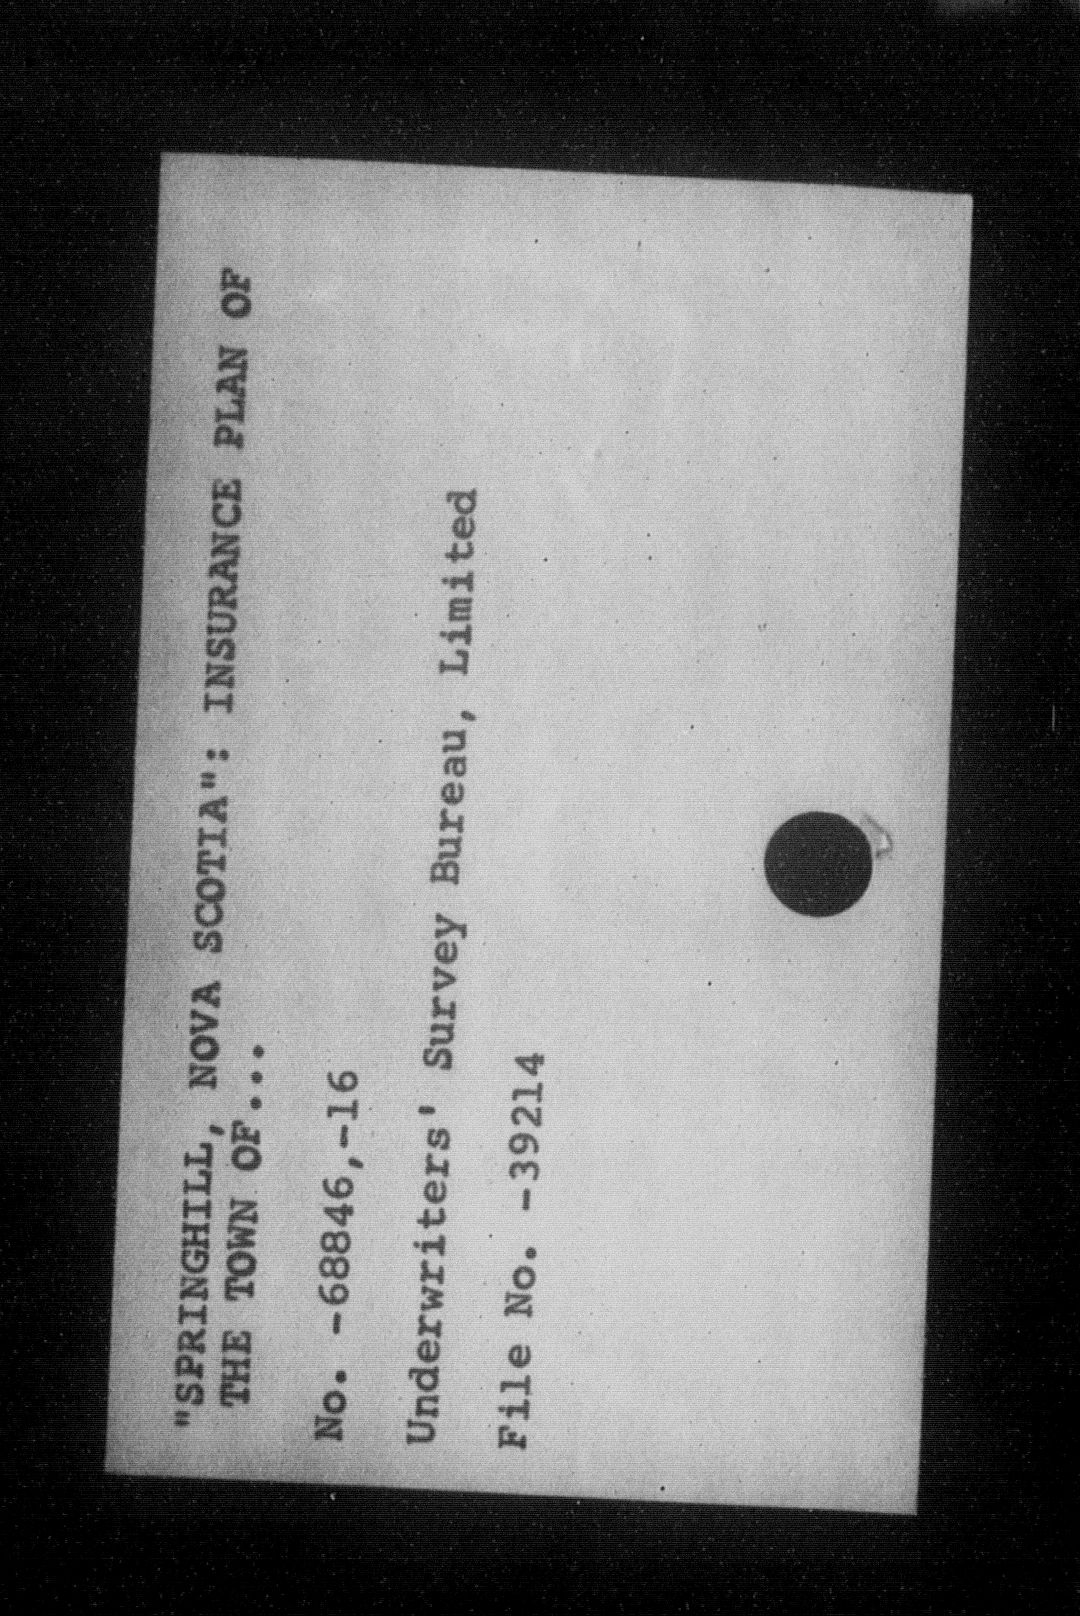 "SPRINGHILL, NOVA SCOTIA": INSURANCE PLAN OF
THE TOWN OF...
No. -68846,-16
Underwriters' Survey Bureau, Limited
File No. -39214